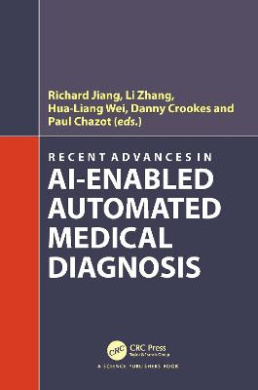 Richard Jiang, Li Zhang,
Hua-Liang Wei, Danny Crookes and
Paul Chazot (eds.)
RECENT ADVANCES IN
AI-ENABLED
AUTOMATED
MEDICAL
DIAGNOSIS
CRC
CRC Press
Taylor & Francis Group
A SCIENCE PUBLISHERS BOOK